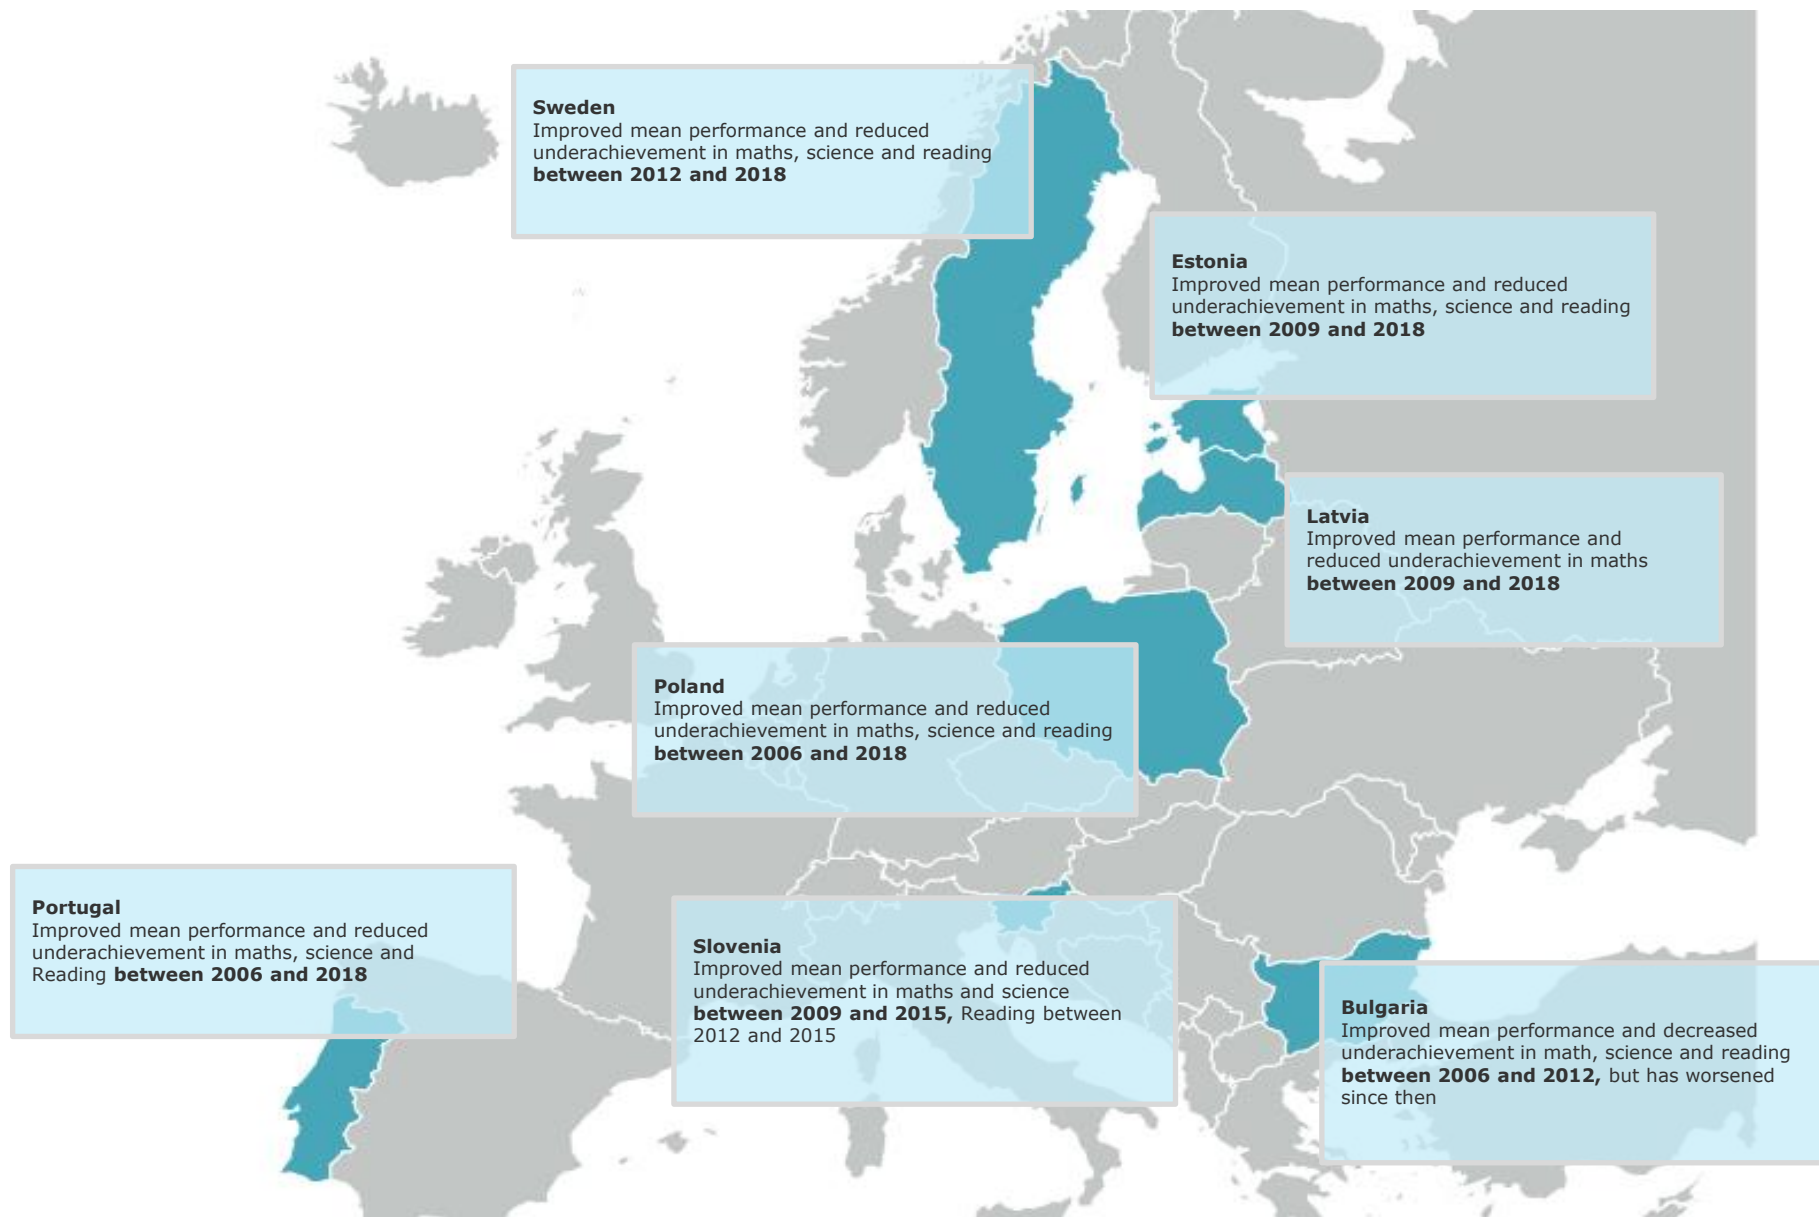 Sweden
Improved mean performance and reduced
underachievement in maths, science and reading
between 2012 and 2018
Estonia
Improved mean performance and reduced
underachievement in maths, science and reading
between 2009 and 2018
Latvia
Improved mean performance and
reduced underachievement in maths
between 2009 and 2018
Poland
Improved mean performance and reduced
underachievement in maths, science and reading
between 2006 and 2018
Portugal
Improved mean performance and reduced
underachievement in maths, science and
Reading between 2006 and 2018
Slovenia
Improved mean performance and reduced
underachievement in maths and science
between 2009 and 2015, Reading between
2012 and 2015
Bulgaria
Improved mean performance and decreased
underachievement in math, science and reading
between 2006 and 2012, but has worsened
since then